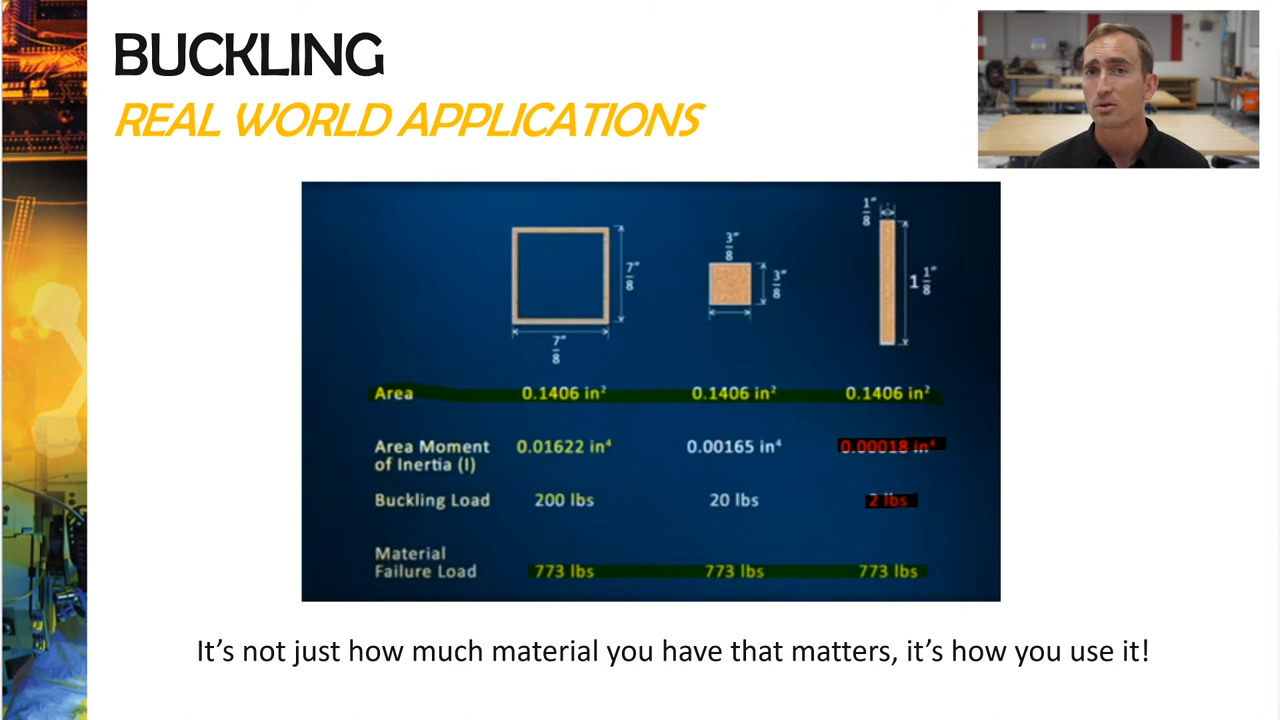 BUCKLING
REAL WORLD APPLICATIONS
7/8"
7/8"
3/8"
3/8"
1/8"
1 1/8"
Area 0.1406 in² 0.1406 in² 0.1406 in²
Area Moment
of Inertia (I) 0.01622 in⁴ 0.00165 in⁴ 0.00018 in⁴
Buckling Load 200 lbs 20 lbs 2 lbs
Material
Failure Load 773 lbs 773 lbs 773 lbs
It's not just how much material you have that matters, it's how you use it!